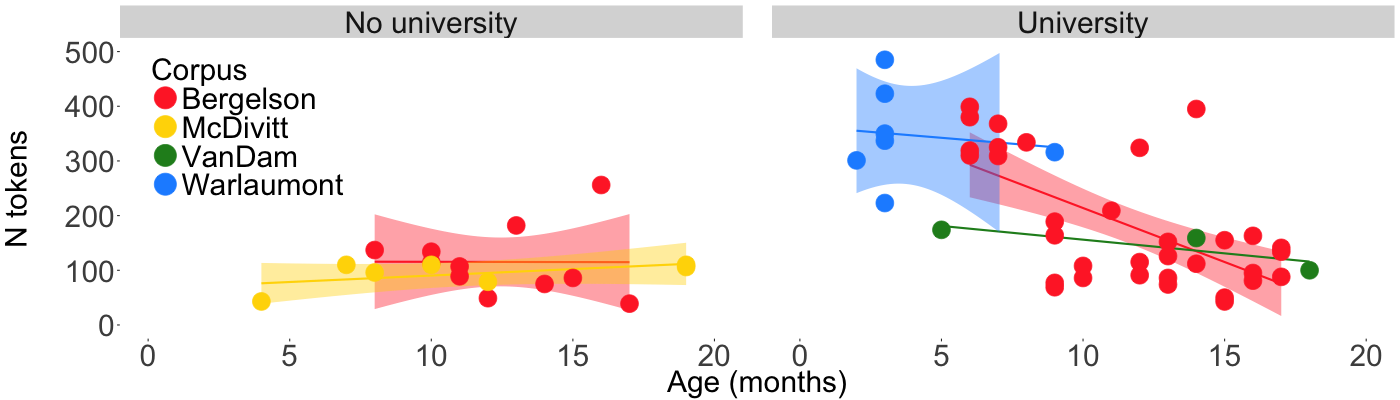 No university
University
N tokens
500
400
300
200
100
0
Corpus
Bergelson
McDivitt
VanDam
Warlaumont
0 5 10 15 20
0 5 10 15 20
Age (months)